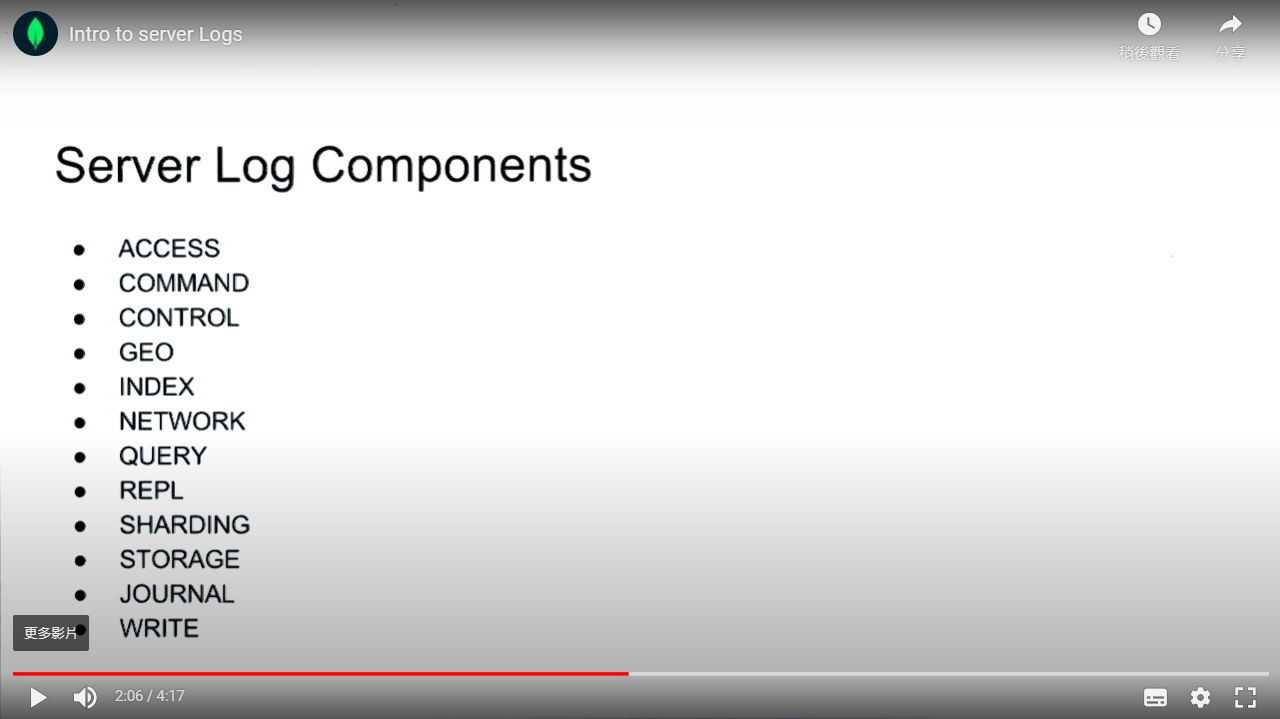 Intro to server Logs
稍後觀看
分享
Server Log Components
● ACCESS
● COMMAND
● CONTROL
● GEO
● INDEX
● NETWORK
● QUERY
● REPL
● SHARDING
● STORAGE
● JOURNAL
● WRITE
更多影片
2:06 / 4:17